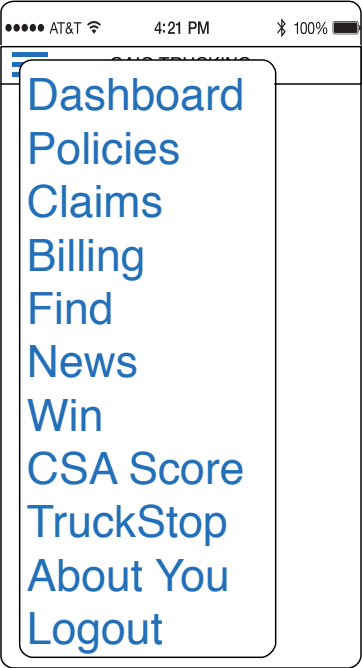 AT&T 4:21 PM 100%
Dashboard
Policies
Claims
Billing
Find
News
Win
CSA Score
TruckStop
About You
Logout